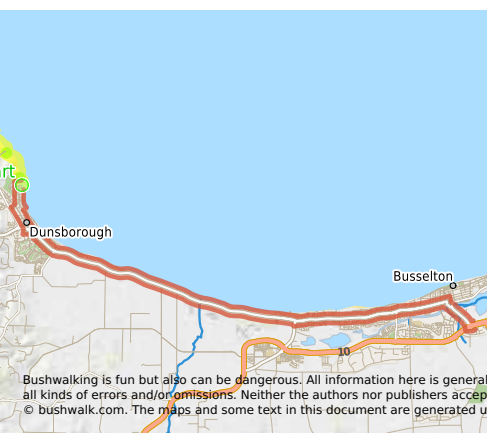 art
Dunsborough
Busselton
10
Bushwalking is fun but also can be dangerous. All information here is general
all kinds of errors and/or omissions. Neither the authors nor publishers accep
© bushwalk.com. The maps and some text in this document are generated u